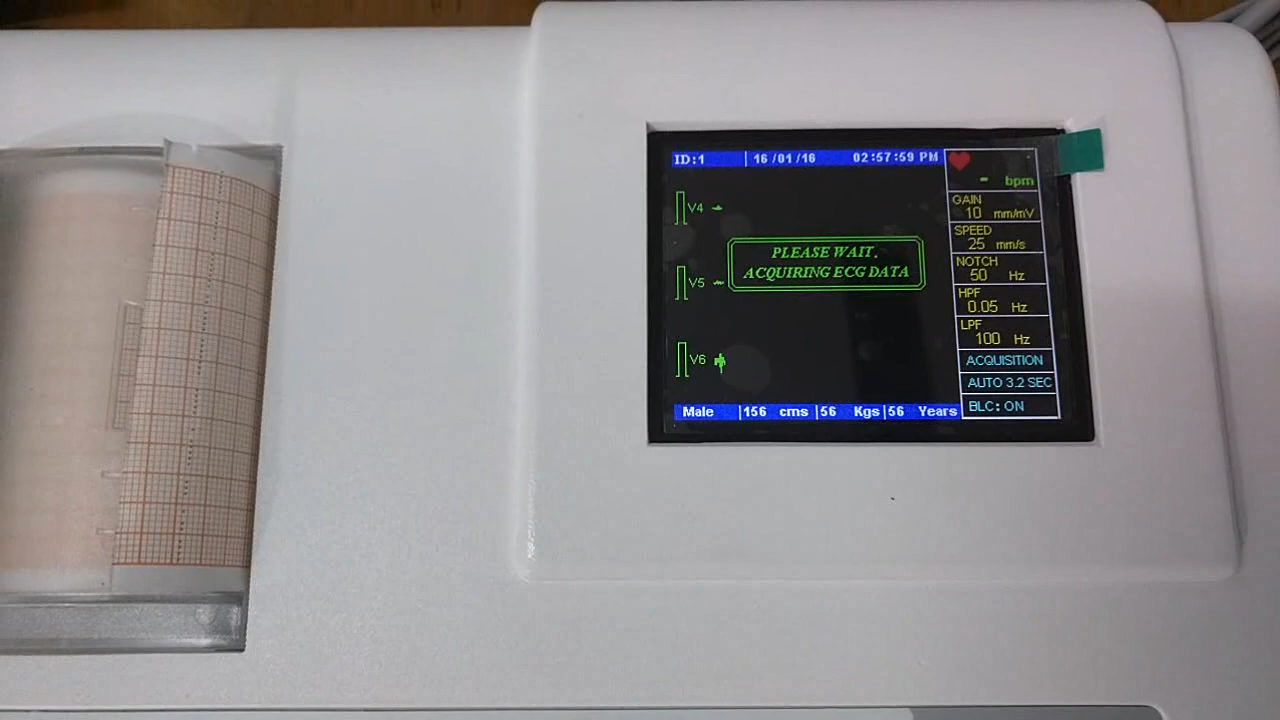 ID:1 | 16 /01 /16 02:57:59 PM
- bpm
GAIN
10 mm/mV
SPEED
25 mm/s
NOTCH
50 Hz
HPF
0.05 Hz
LPF
100 Hz
ACQUISITION
AUTO 3.2 SEC
BLC: ON
V4
PLEASE WAIT.
ACQUIRING ECG DATA
V5
V6
Male |156 cms |56 Kgs|56 Years